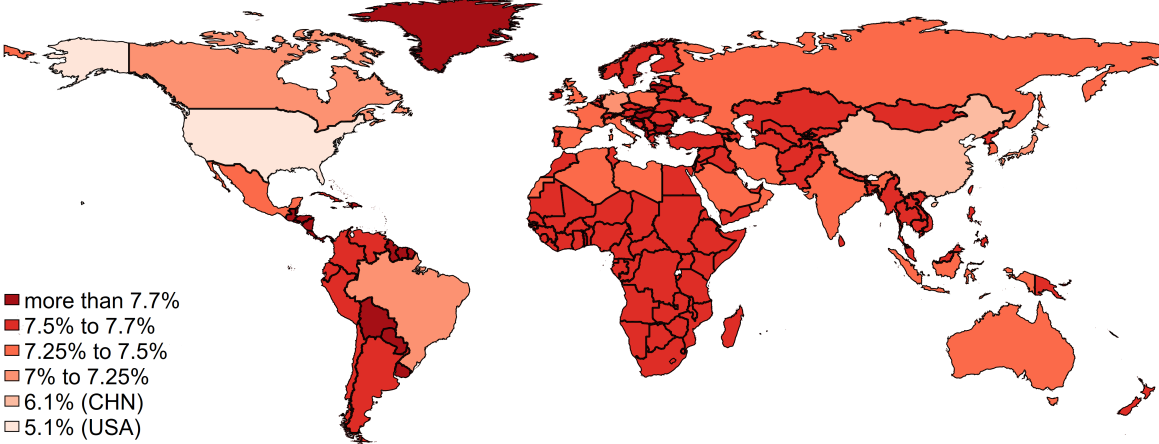 more than 7.7%
7.5% to 7.7%
7.25% to 7.5%
7% to 7.25%
6.1% (CHN)
5.1% (USA)